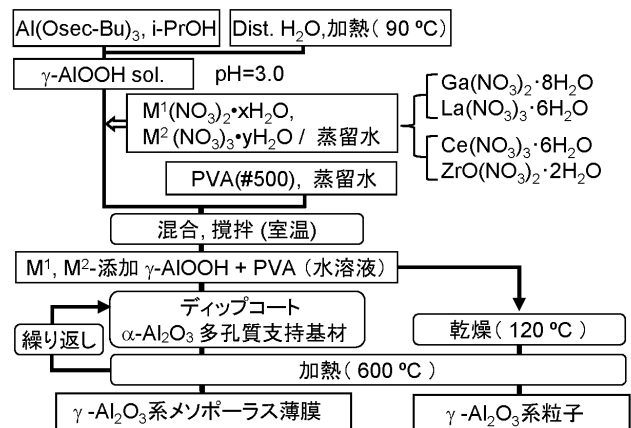 Al(Osec-Bu)3, i-PrOH
Dist. H2O,加熱( 90 ºC)
γ-AlOOH sol.
pH=3.0
M1(NO3)2•xH2O,
M2 (NO3)3•yH2O / 蒸留水
Ga(NO3)2·8H2O
La(NO3)3·6H2O
Ce(NO3)3·6H2O
ZrO(NO3)2·2H2O
PVA(#500), 蒸留水
混合, 撹拌 (室温)
M1, M2-添加 γ-AlOOH + PVA (水溶液)
ディップコート
α-Al2O3 多孔質支持基材
繰り返し
乾燥( 120 ºC)
加熱( 600 ºC )
γ -Al2O3系メソポーラス薄膜
γ -Al2O3系粒子